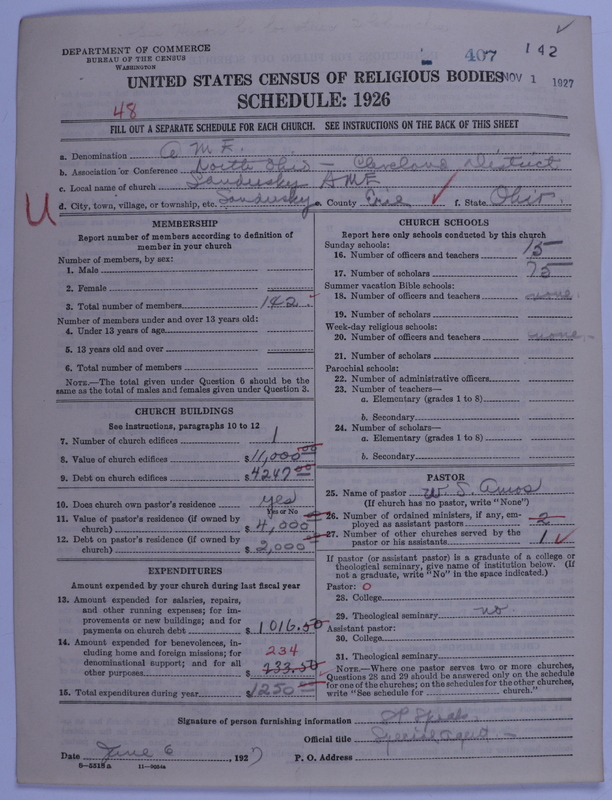 DEPARTMENT OF COMMERCE
BUREAU OF THE CENSUS
WASHINGTON
407 142
UNITED STATES CENSUS OF RELIGIOUS BODIES NOV 1 1927
SCHEDULE: 1926
48
FILL OUT A SEPARATE SCHEDULE FOR EACH CHURCH. SEE INSTRUCTIONS ON THE BACK OF THIS SHEET
a. Denomination A M E.
b. Association or Conference North Ohio - Cleveland District
c. Local name of church Sandusky AME
U d. City, town, village, or township, etc. Sandusky e. County Erie f. State Ohio.
MEMBERSHIP
Report number of members according to definition of
member in your church
Number of members, by sex:
1. Male
2. Female
3. Total number of members 142
Number of members under and over 13 years old:
4. Under 13 years of age
5. 13 years old and over
6. Total number of members
NOTE.—The total given under Question 6 should be the
same as the total of males and females given under Question 3.
CHURCH BUILDINGS
See instructions, paragraphs 10 to 12
7. Number of church edifices 1
8. Value of church edifices $11,000.00
9. Debt on church edifices $4247.00
10. Does church own pastor's residence yes
Yes or No
11. Value of pastor's residence (if owned by
church) $4,000
12. Debt on pastor's residence (if owned by
church) $2,000
EXPENDITURES
Amount expended by your church during last fiscal year
13. Amount expended for salaries, repairs,
and other running expenses; for im-
provements or new buildings; and for
payments on church debt $1016.50
14. Amount expended for benevolences, in-
cluding home and foreign missions; for
denominational support; and for all
other purposes $233.50
234
15. Total expenditures during year $1250
CHURCH SCHOOLS
Report here only schools conducted by this church
Sunday schools:
16. Number of officers and teachers 15
17. Number of scholars 75
Summer vacation Bible schools:
18. Number of officers and teachers none.
19. Number of scholars
Week-day religious schools:
20. Number of officers and teachers none.
21. Number of scholars
Parochial schools:
22. Number of administrative officers
23. Number of teachers—
a. Elementary (grades 1 to 8)
b. Secondary
24. Number of scholars—
a. Elementary (grades 1 to 8)
b. Secondary
PASTOR
25. Name of pastor W. S. Amos
(If church has no pastor, write "None")
26. Number of ordained ministers, if any, em-
ployed as assistant pastors 2
27. Number of other churches served by the
pastor or his assistants 1
If pastor (or assistant pastor) is a graduate of a college or
theological seminary, give name of institution below. (If
not a graduate, write "No" in the space indicated.)
Pastor: 0
28. College
29. Theological seminary no
Assistant pastor:
30. College
31. Theological seminary
NOTE.—Where one pastor serves two or more churches,
Questions 28 and 29 should be answered only on the schedule
for one of the churches; on the schedules for the other churches,
write "See schedule for church."
Signature of person furnishing information
Official title Special Agent
Date June 6, 1927 P. O. Address
8—5515a 11—9054a